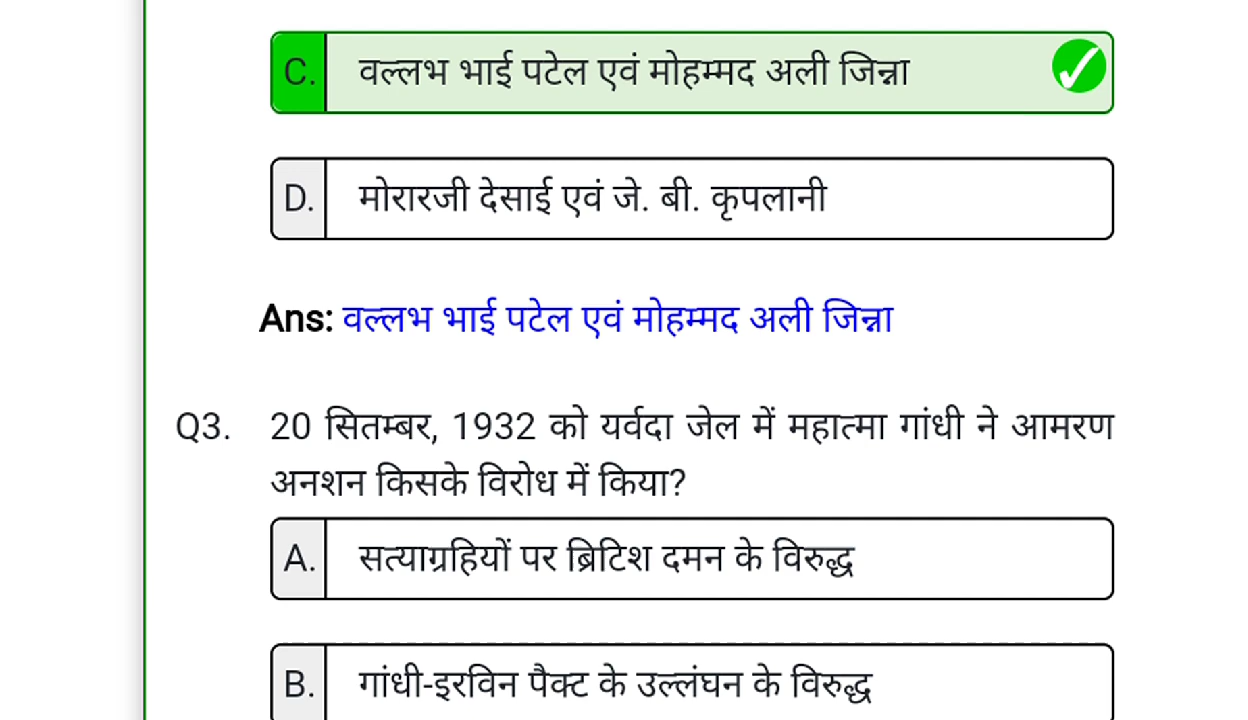 C. वल्लभ भाई पटेल एवं मोहम्मद अली जिन्ना
D. मोरारजी देसाई एवं जे. बी. कृपलानी
Ans: वल्लभ भाई पटेल एवं मोहम्मद अली जिन्ना
Q3. 20 सितम्बर, 1932 को यर्वदा जेल में महात्मा गांधी ने आमरण
अनशन किसके विरोध में किया?
A. सत्याग्रहियों पर ब्रिटिश दमन के विरुद्ध
B. गांधी-इरविन पैक्ट के उल्लंघन के विरुद्ध